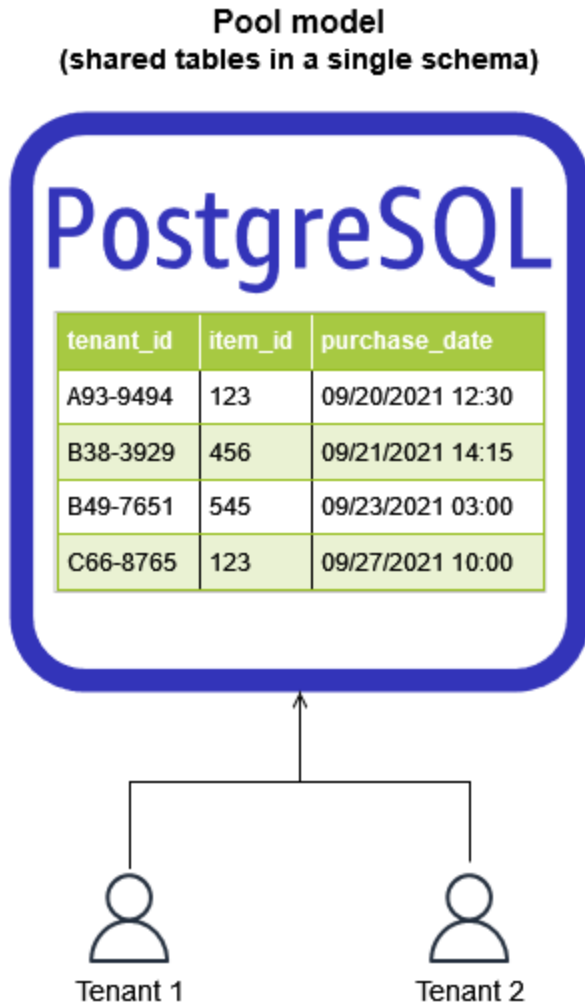 Pool model
(shared tables in a single schema)
PostgreSQL
tenant_id item_id purchase_date
A93-9494 123 09/20/2021 12:30
B38-3929 456 09/21/2021 14:15
B49-7651 545 09/23/2021 03:00
C66-8765 123 09/27/2021 10:00
Tenant 1 Tenant 2